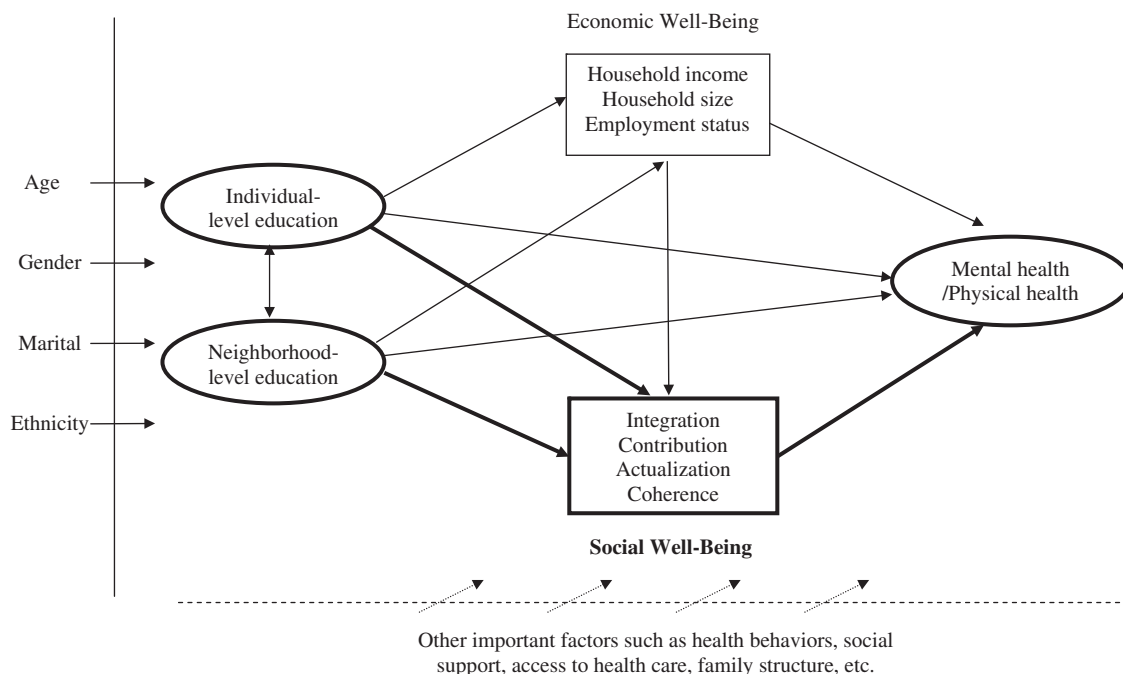 Economic Well-Being
Household income
Household size
Employment status
Age
Gender
Marital
Ethnicity
Individual-
level education
Neighborhood-
level education
Mental health
/Physical health
Integration
Contribution
Actualization
Coherence
Social Well-Being
Other important factors such as health behaviors, social
support, access to health care, family structure, etc.